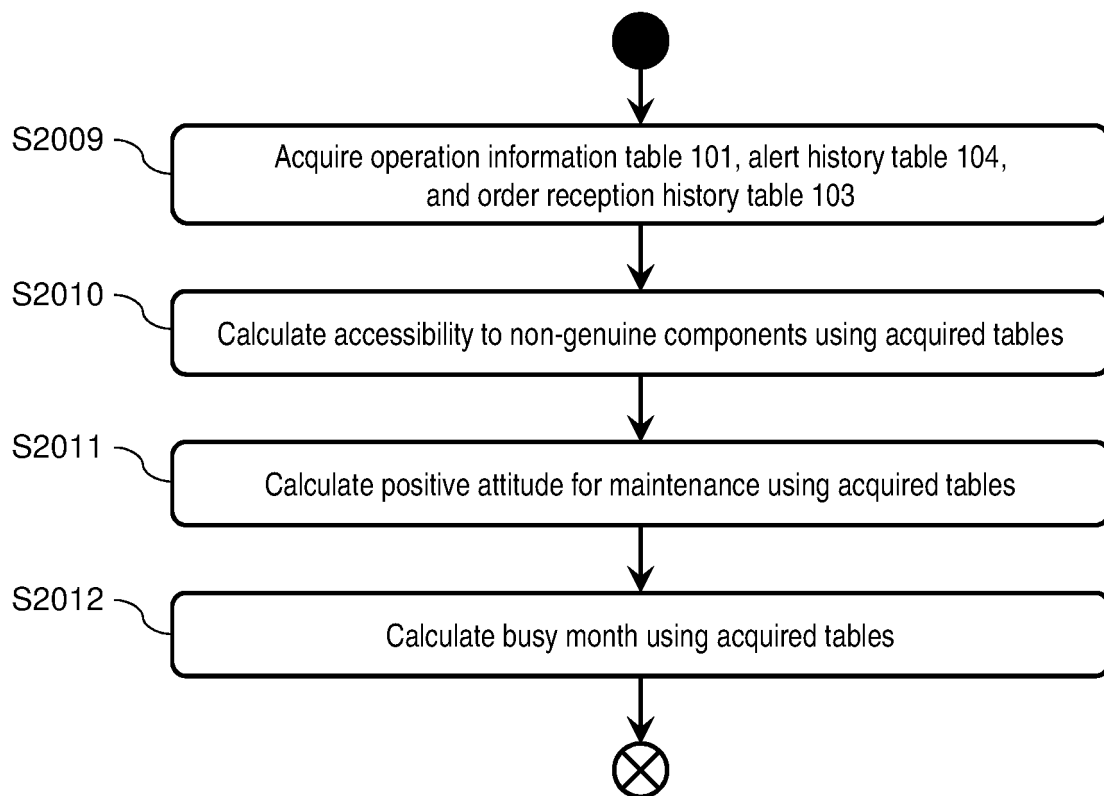 S2009
Acquire operation information table 101, alert history table 104,
and order reception history table 103
S2010
Calculate accessibility to non-genuine components using acquired tables
S2011
Calculate positive attitude for maintenance using acquired tables
S2012
Calculate busy month using acquired tables